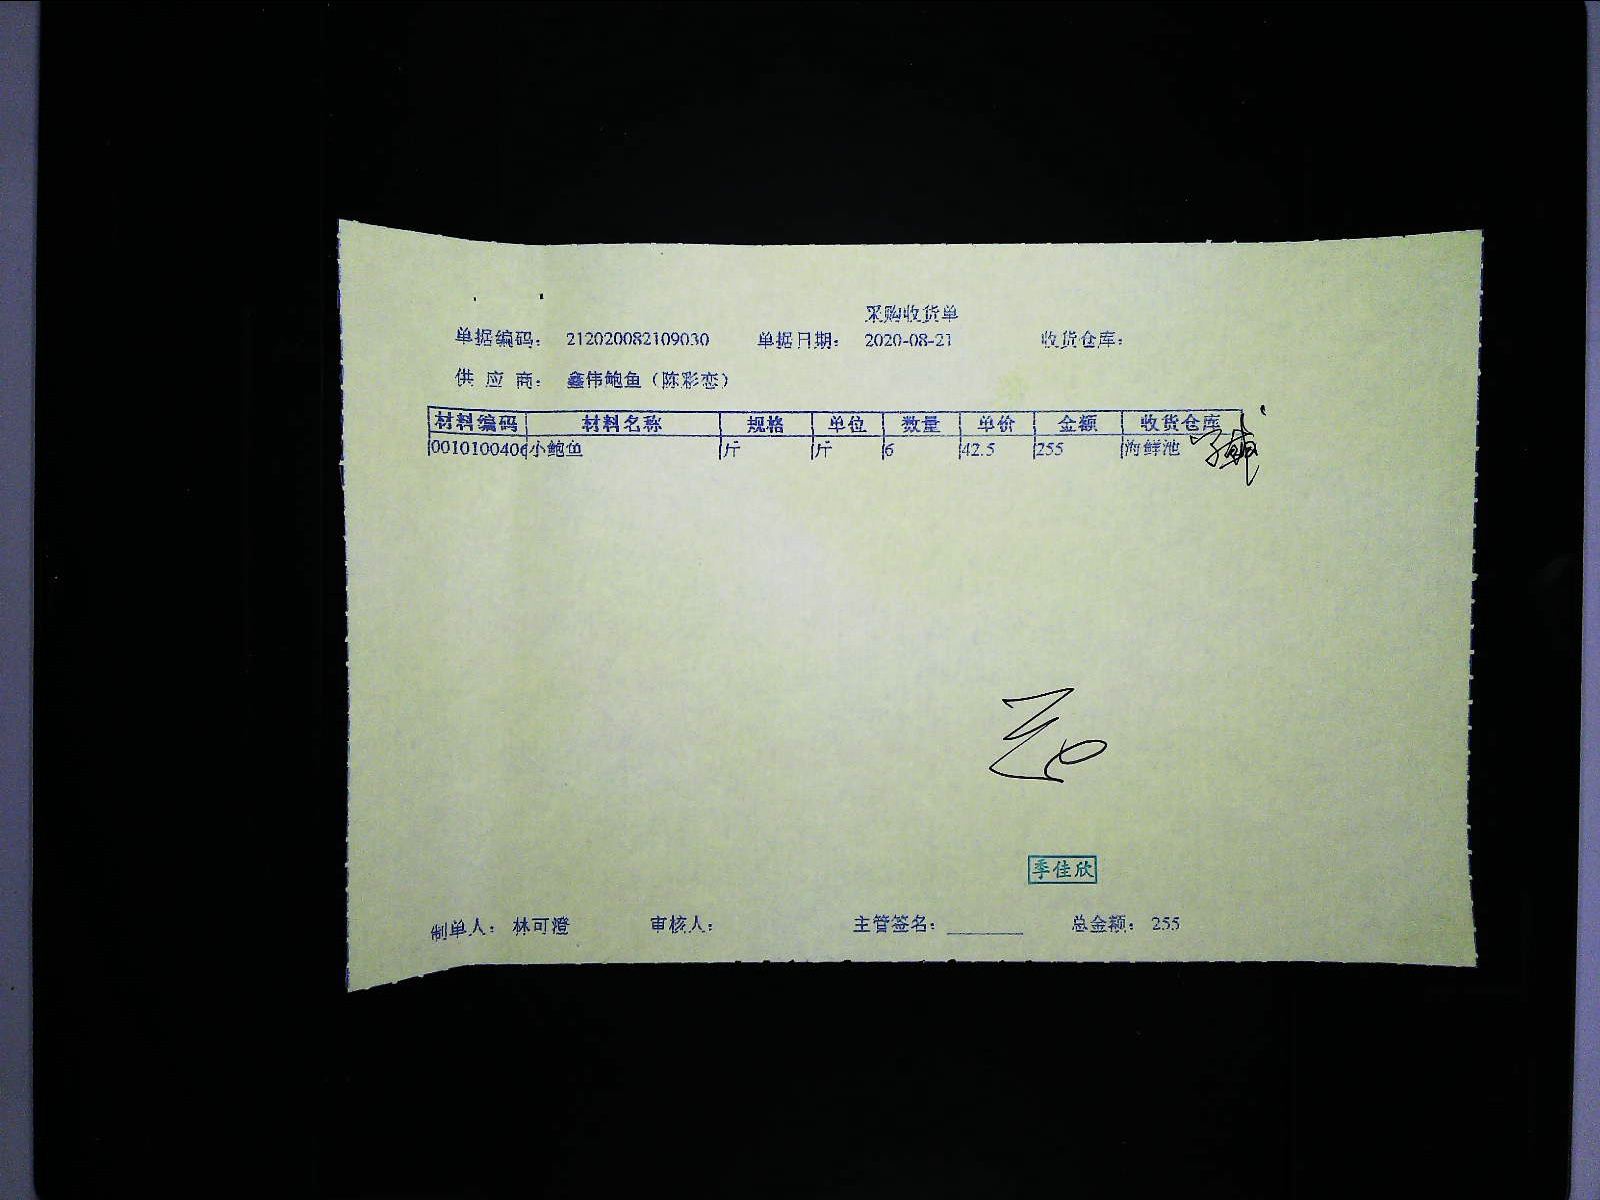 采购收货单
单据编码： 212020082109030 单据日期： 2020-08-21 收货仓库：
供 应 商： 鑫伟鲍鱼（陈彩恋）
材料编码 材料名称 规格 单位 数量 单价 金额 收货仓库
0010100406 小鲍鱼 斤 斤 6 42.5 255 海鲜池
季佳欣
制单人： 林可澄 审核人： 主管签名： 总金额： 255